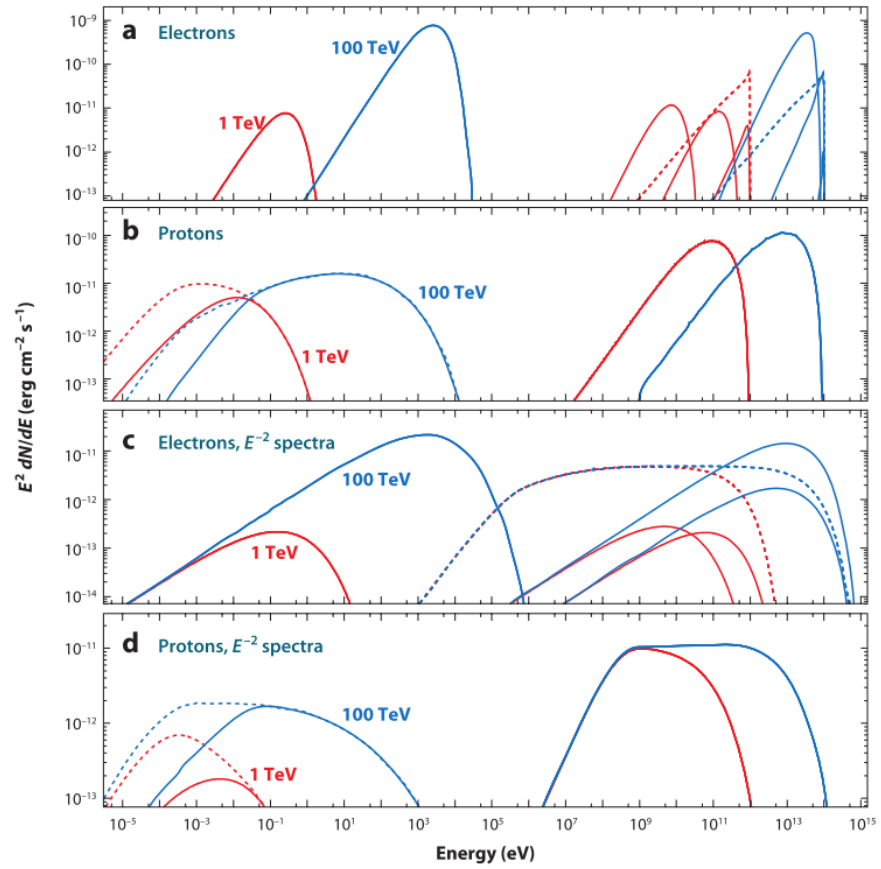 a Electrons
10⁻⁹
10⁻¹⁰
10⁻¹¹
10⁻¹²
10⁻¹³
1 TeV
100 TeV
b Protons
10⁻¹⁰
10⁻¹¹
10⁻¹²
10⁻¹³
100 TeV
1 TeV
E² dN/dE (erg cm⁻² s⁻¹)
c Electrons, E⁻² spectra
10⁻¹¹
10⁻¹²
10⁻¹³
10⁻¹⁴
100 TeV
1 TeV
d Protons, E⁻² spectra
10⁻¹¹
10⁻¹²
10⁻¹³
100 TeV
1 TeV
10⁻⁵ 10⁻³ 10⁻¹ 10¹ 10³ 10⁵ 10⁷ 10⁹ 10¹¹ 10¹³ 10¹⁵
Energy (eV)